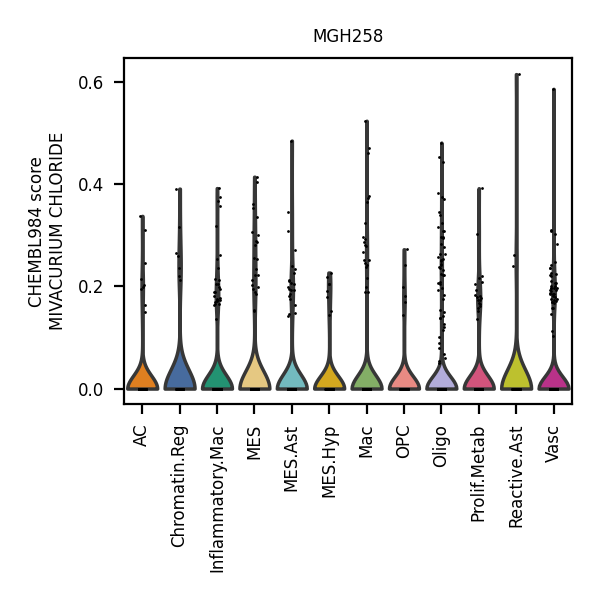 MGH258
CHEMBL984 score
MIVACURIUM CHLORIDE
0.6
0.4
0.2
0.0
AC
Chromatin.Reg
Inflammatory.Mac
MES
MES.Ast
MES.Hyp
Mac
OPC
Oligo
Prolif.Metab
Reactive.Ast
Vasc